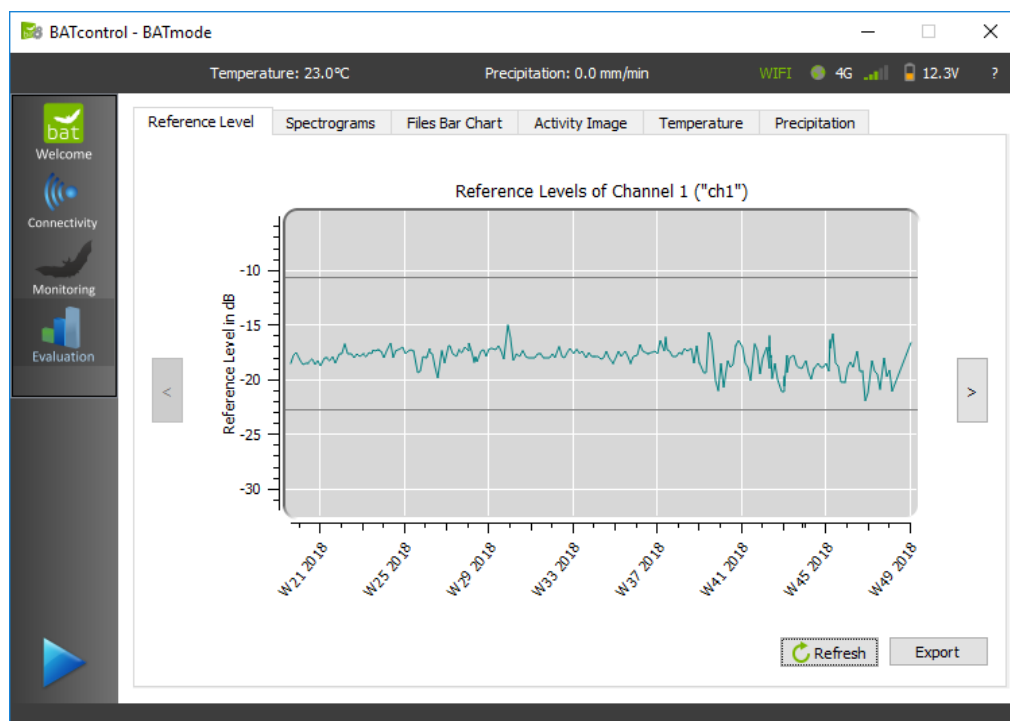 BATcontrol - BATmode
Temperature: 23.0°C Precipitation: 0.0 mm/min WIFI 4G 12.3V ?
bat
Welcome
Connectivity
Monitoring
Evaluation
Reference Level Spectrograms Files Bar Chart Activity Image Temperature Precipitation
Reference Levels of Channel 1 ("ch1")
Reference Level in dB
-10
-15
-20
-25
-30
<
>
W21 2018 W25 2018 W29 2018 W33 2018 W37 2018 W41 2018 W45 2018 W49 2018
Refresh Export